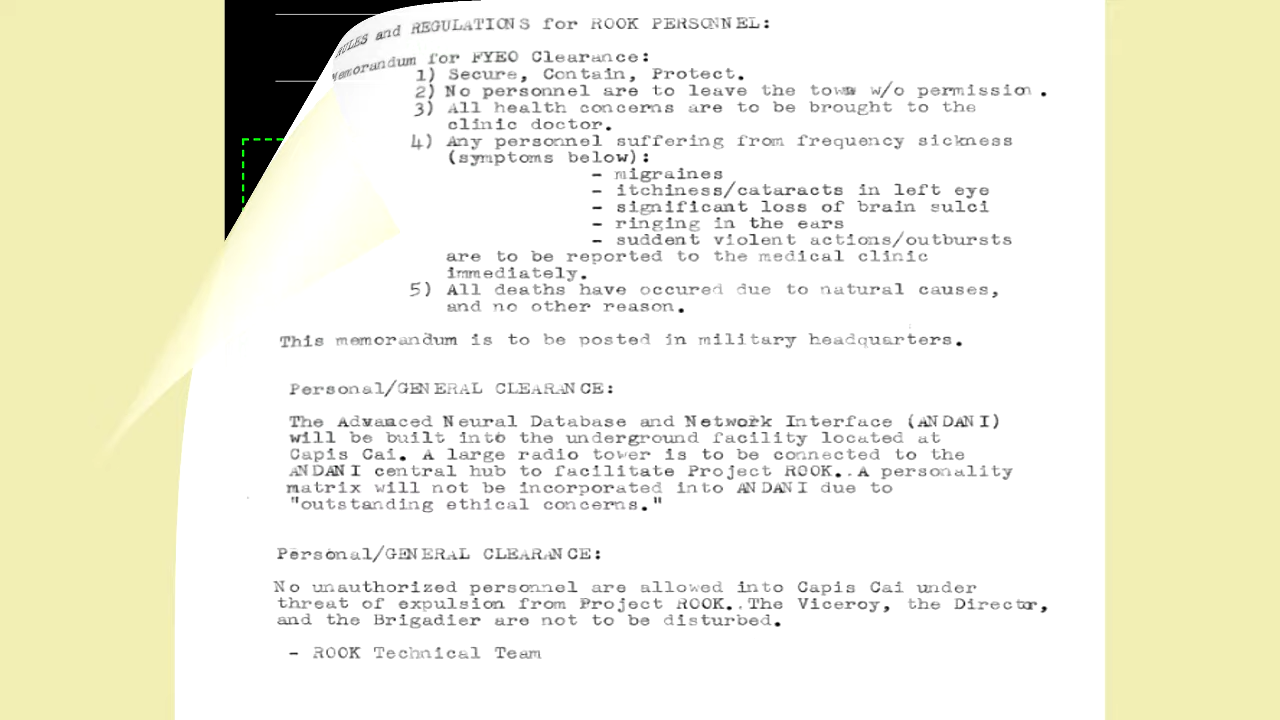 RULES and REGULATIONS for ROOK PERSONNEL:
Memorandum for FYEO Clearance:
1) Secure, Contain, Protect.
2) No personnel are to leave the town w/o permission.
3) All health concerns are to be brought to the
clinic doctor.
4) Any personnel suffering from frequency sickness
(symptoms below):
- migraines
- itchiness/cataracts in left eye
- significant loss of brain sulci
- ringing in the ears
- suddent violent actions/outbursts
are to be reported to the medical clinic
immediately.
5) All deaths have occured due to natural causes,
and no other reason.
This memorandum is to be posted in military headquarters.
Personal/GENERAL CLEARANCE:
The Advanced Neural Database and Network Interface (ANDANI)
will be built into the underground facility located at
Capis Cai. A large radio tower is to be connected to the
ANDANI central hub to facilitate Project ROOK..A personality
matrix will not be incorporated into ANDANI due to
"outstanding ethical concerns."
Personal/GENERAL CLEARANCE:
No unauthorized personnel are allowed into Capis Cai under
threat of expulsion from Project ROOK..The Viceroy, the Director,
and the Brigadier are not to be disturbed.
- ROOK Technical Team